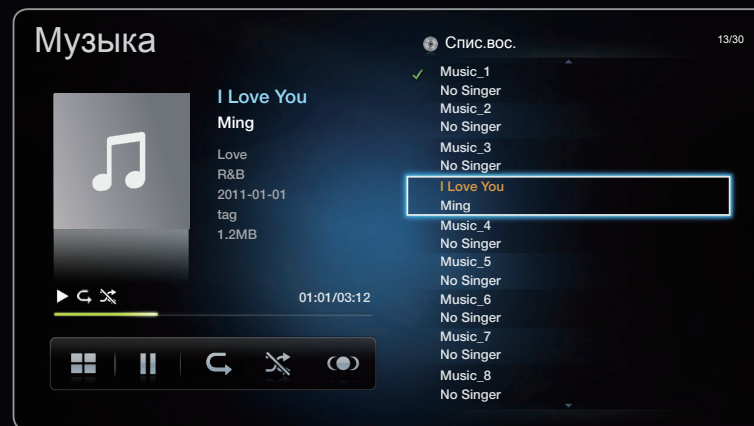 Музыка
I Love You
Ming
Love
R&B
2011-01-01
tag
1.2MB
01:01/03:12
Спис.вос.
13/30
Music_1
No Singer
Music_2
No Singer
Music_3
No Singer
I Love You
Ming
Music_4
No Singer
Music_5
No Singer
Music_6
No Singer
Music_7
No Singer
Music_8
No Singer